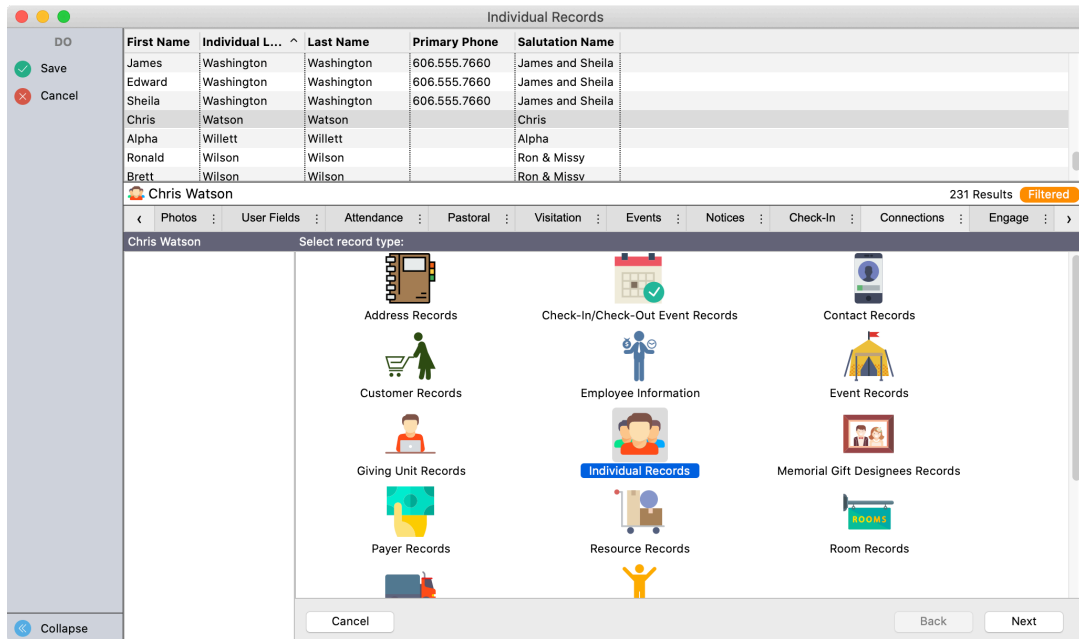 Individual Records
DO
Save
Cancel
First Name Individual L... ^ Last Name Primary Phone Salutation Name
James Washington Washington 606.555.7660 James and Sheila
Edward Washington Washington 606.555.7660 James and Sheila
Sheila Washington Washington 606.555.7660 James and Sheila
Chris Watson Watson Chris
Alpha Willett Willett Alpha
Ronald Wilson Wilson Ron & Missy
Brett Wilson Wilson Ron & Missy
Chris Watson 231 Results Filtered
‹ Photos ⋮ User Fields ⋮ Attendance ⋮ Pastoral ⋮ Visitation ⋮ Events ⋮ Notices ⋮ Check-In ⋮ Connections ⋮ Engage ⋮ ›
Chris Watson Select record type:
Address Records Check-In/Check-Out Event Records Contact Records
Customer Records Employee Information Event Records
Giving Unit Records Individual Records Memorial Gift Designees Records
ROOMS
Payer Records Resource Records Room Records
Cancel Back Next
Collapse